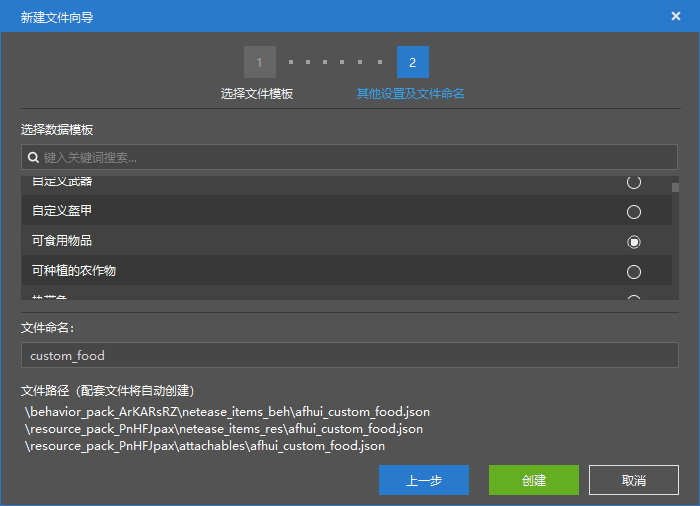 新建文件向导
1
2
选择文件模板
其他设置及文件命名
选择数据模板
键入关键词搜索...
自定义武器
自定义盔甲
可食用物品
可种植的农作物
文件命名：
custom_food
文件路径（配套文件将自动创建）
\behavior_pack_ArKARsRZ\netease_items_beh\afhui_custom_food.json
\resource_pack_PnHFJpax\netease_items_res\afhui_custom_food.json
\resource_pack_PnHFJpax\attachables\afhui_custom_food.json
上一步
创建
取消